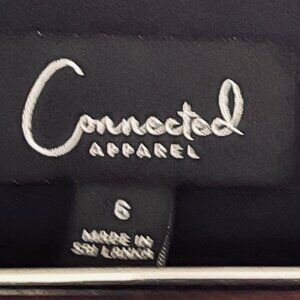 Connected
APPAREL
6
MADE IN
SRI LANKA